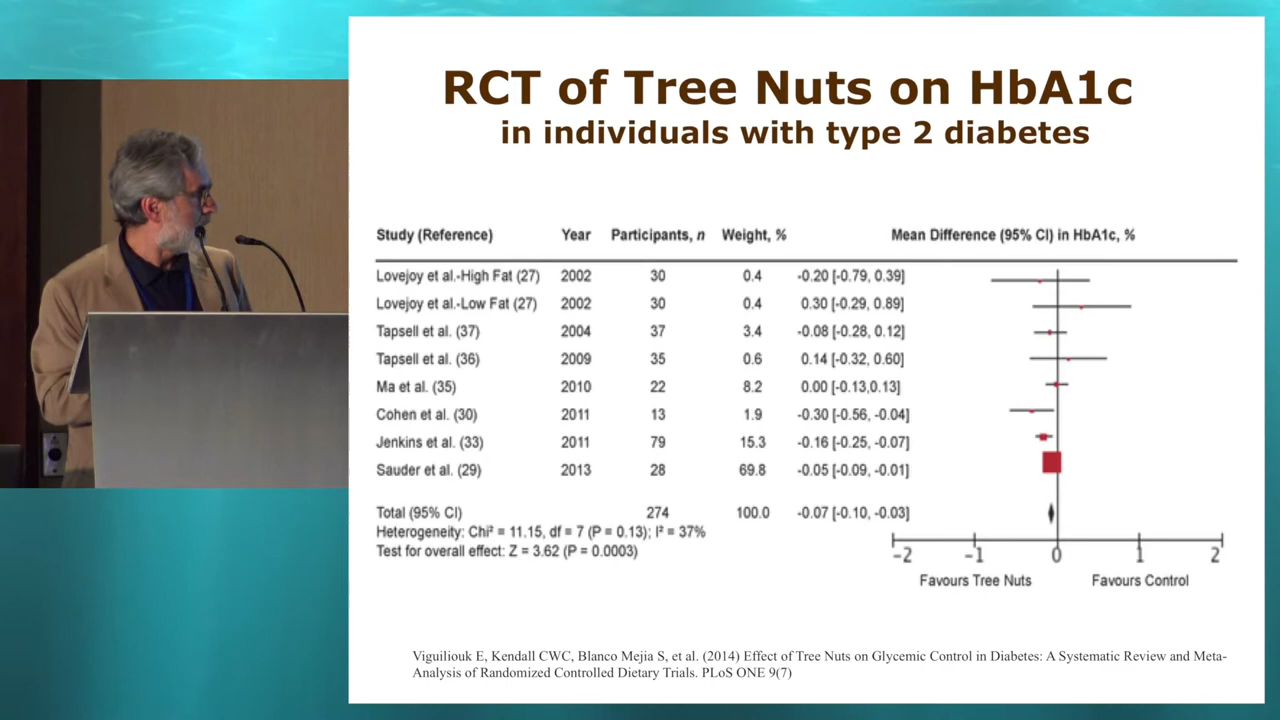 RCT of Tree Nuts on HbA1c
in individuals with type 2 diabetes
Study (Reference) Year Participants, n Weight, % Mean Difference (95% CI) in HbA1c, %
Lovejoy et al.-High Fat (27) 2002 30 0.4 -0.20 [-0.79, 0.39]
Lovejoy et al.-Low Fat (27) 2002 30 0.4 0.30 [-0.29, 0.89]
Tapsell et al. (37) 2004 37 3.4 -0.08 [-0.28, 0.12]
Tapsell et al. (36) 2009 35 0.6 0.14 [-0.32, 0.60]
Ma et al. (35) 2010 22 8.2 0.00 [-0.13,0.13]
Cohen et al. (30) 2011 13 1.9 -0.30 [-0.56, -0.04]
Jenkins et al. (33) 2011 79 15.3 -0.16 [-0.25, -0.07]
Sauder et al. (29) 2013 28 69.8 -0.05 [-0.09, -0.01]
Total (95% CI) 274 100.0 -0.07 [-0.10, -0.03]
Heterogeneity: Chi² = 11.15, df = 7 (P = 0.13); I² = 37%
Test for overall effect: Z = 3.62 (P = 0.0003)
-2 -1 0 1 2
Favours Tree Nuts Favours Control
Viguiliouk E, Kendall CWC, Blanco Mejia S, et al. (2014) Effect of Tree Nuts on Glycemic Control in Diabetes: A Systematic Review and Meta-
Analysis of Randomized Controlled Dietary Trials. PLoS ONE 9(7)